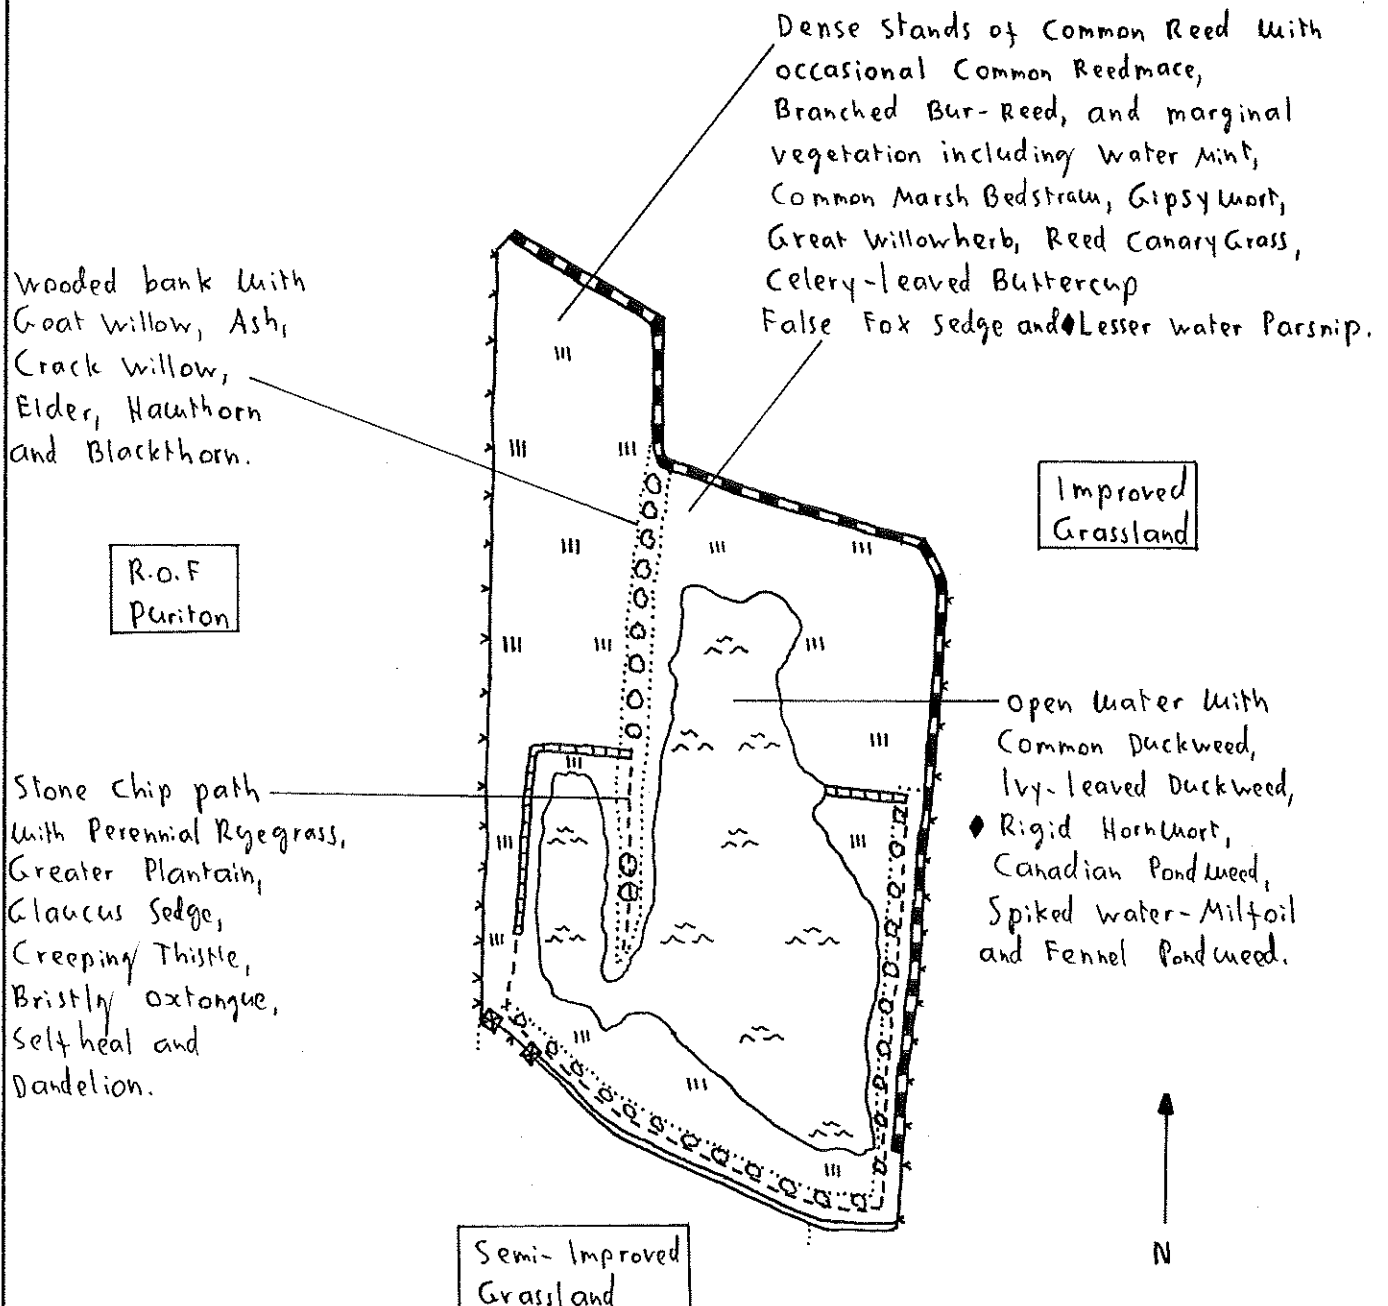 Dense stands of Common Reed with
occasional Common Reedmace,
Branched Bur-Reed, and marginal
vegetation including Water Mint,
Common Marsh Bedstraw, Gipsywort,
Great Willowherb, Reed Canary Grass,
Celery-leaved Buttercup
False Fox Sedge and ♦Lesser Water Parsnip.
Wooded bank with
Goat Willow, Ash,
Crack Willow,
Elder, Hawthorn
and Blackthorn.
Improved
Grassland
R.O.F
Puriton
Open Water with
Common Duckweed,
Ivy-leaved Duckweed,
♦ Rigid Hornwort,
Canadian Pondweed,
Spiked Water-Milfoil
and Fennel Pondweed.
Stone Chip path
with Perennial Ryegrass,
Greater Plantain,
Glaucus Sedge,
Creeping Thistle,
Bristly Oxtongue,
Selfheal and
Dandelion.
N
Semi-Improved
Grassland